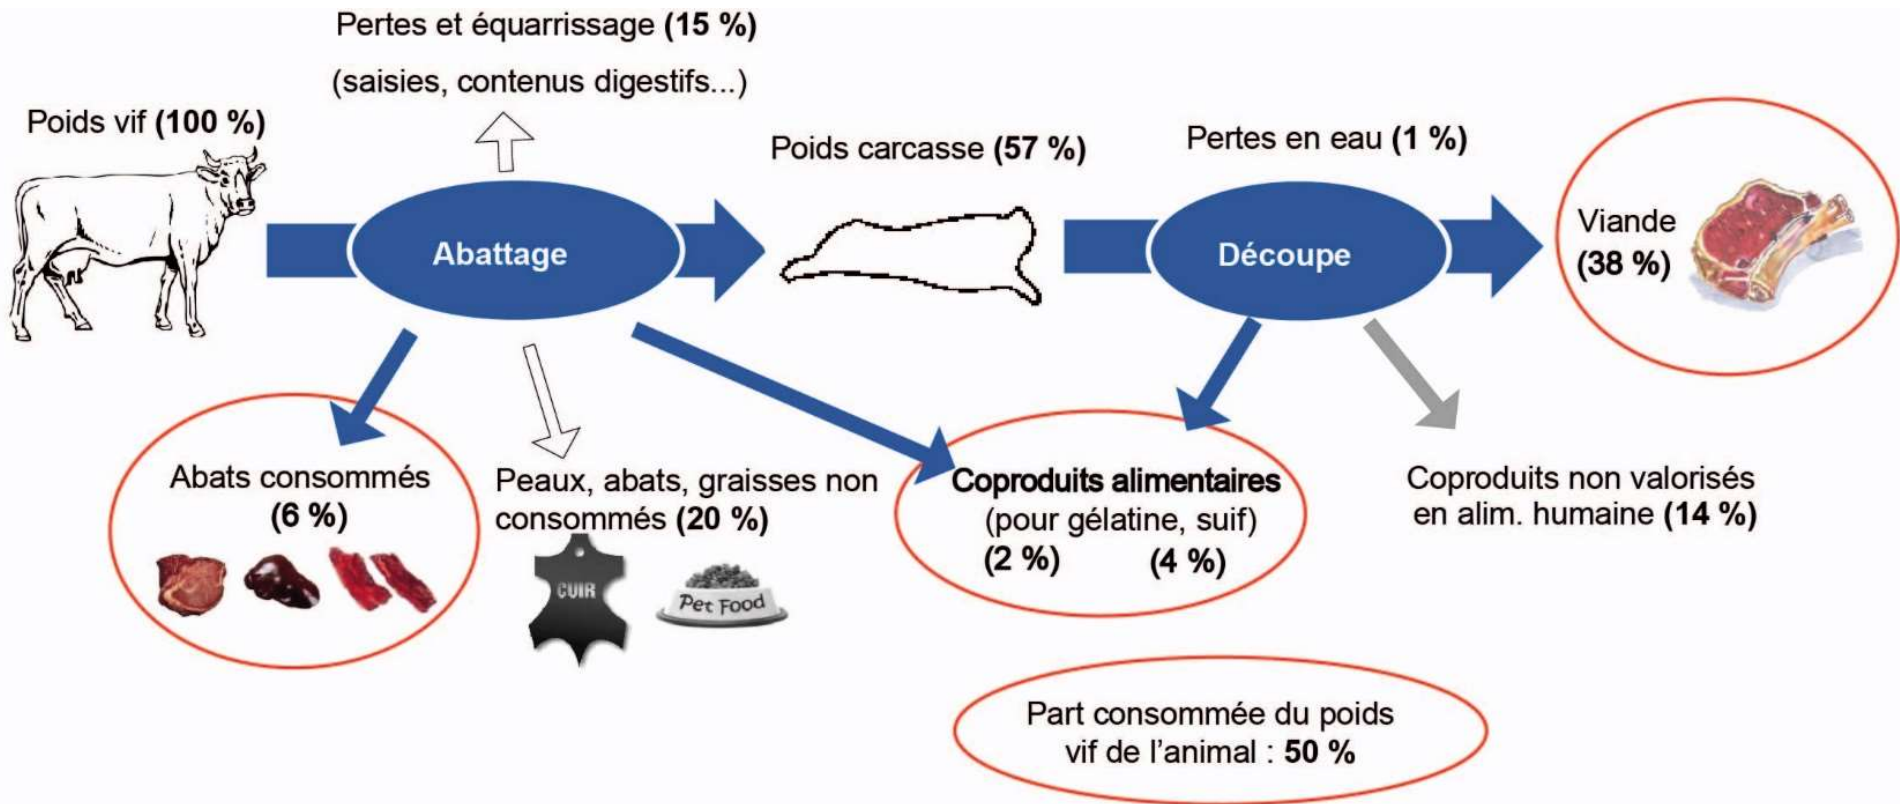 Pertes et équarrissage (15 %)
(saisies, contenus digestifs...)
Poids vif (100 %)
Poids carcasse (57 %)
Pertes en eau (1 %)
Abattage
Découpe
Viande
(38 %)
Abats consommés
(6 %)
Peaux, abats, graisses non
consommés (20 %)
CUIR
Pet Food
Coproduits alimentaires
(pour gélatine, suif)
(2 %) (4 %)
Coproduits non valorisés
en alim. humaine (14 %)
Part consommée du poids
vif de l'animal : 50 %